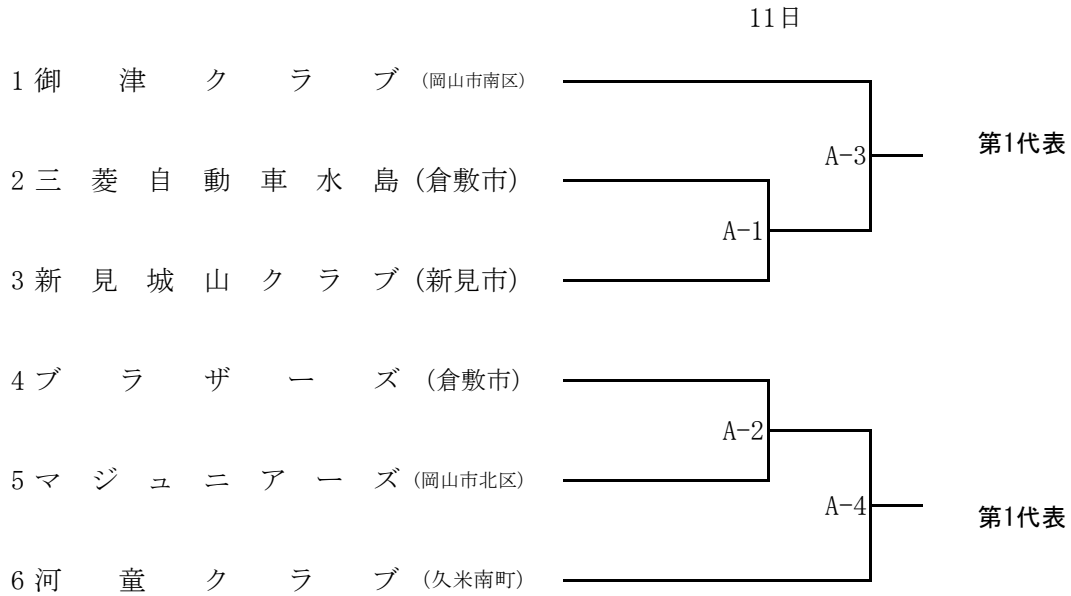 11日
1 御津クラブ (岡山市南区)
A-3 第1代表
2 三菱自動車水島 (倉敷市)
A-1
3 新見城山クラブ (新見市)
4 ブラザーズ (倉敷市)
A-2
5 マジュニアーズ (岡山市北区)
A-4 第1代表
6 河童クラブ (久米南町)